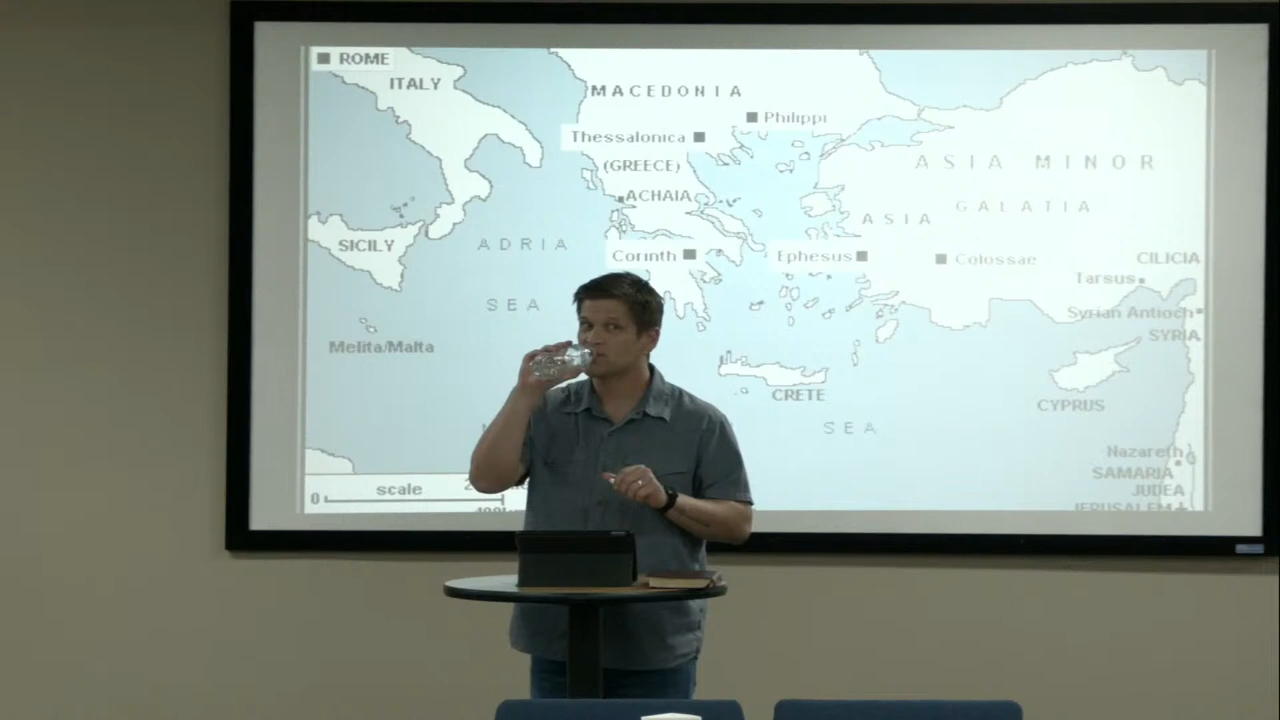 ROME
ITALY
MACEDONIA
Philippi
Thessalonica
(GREECE)
ASIA MINOR
ACHAIA
GALATIA
ASIA
SICILY
ADRIA
Corinth
Ephesus
Colossae
CILICIA
Tarsus
SEA
Syrian Antioch
SYRIA
Melita/Malta
CRETE
CYPRUS
SEA
Nazareth
SAMARIA
scale
JUDEA
0
JERUSALEM